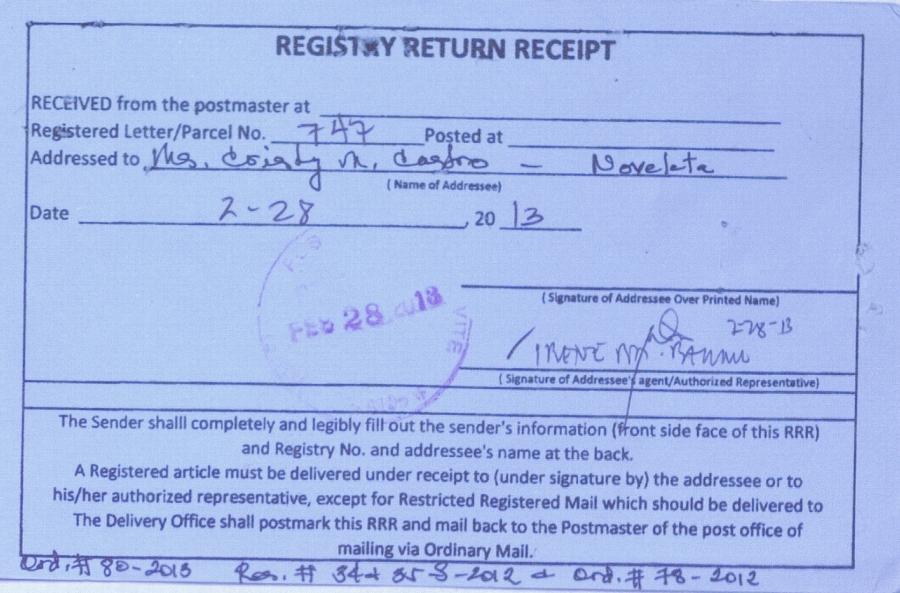 REGISTRY RETURN RECEIPT
RECEIVED from the postmaster at
Registered Letter/Parcel No. 747 Posted at
Addressed to Ms. M. Castro - Noveleta
( Name of Addressee)
Date 2-28, 20 13
FEB 28 2013
VITE
( Signature of Addressee Over Printed Name)
2-28-13
/ IRENE
( Signature of Addressee's agent/Authorized Representative)
The Sender shalll completely and legibly fill out the sender's information (front side face of this RRR)
and Registry No. and addressee's name at the back.
A Registered article must be delivered under receipt to (under signature by) the addressee or to
his/her authorized representative, except for Restricted Registered Mail which should be delivered to
The Delivery Office shall postmark this RRR and mail back to the Postmaster of the post office of
mailing via Ordinary Mail.
Ord. # 80-2013 Res. # 34 & 35-S-2012 & Ord. # 78-2012